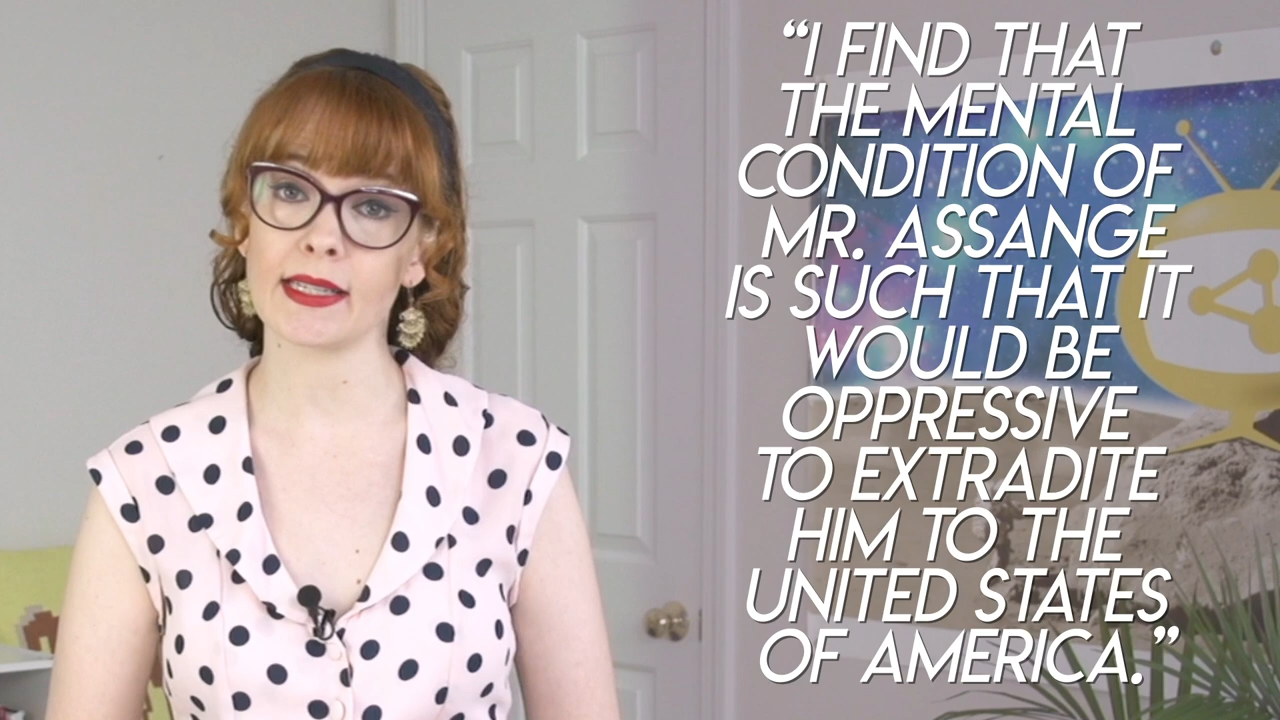 “I FIND THAT
THE MENTAL
CONDITION OF
MR. ASSANGE
IS SUCH THAT IT
WOULD BE
OPPRESSIVE
TO EXTRADITE
HIM TO THE
UNITED STATES
OF AMERICA.”